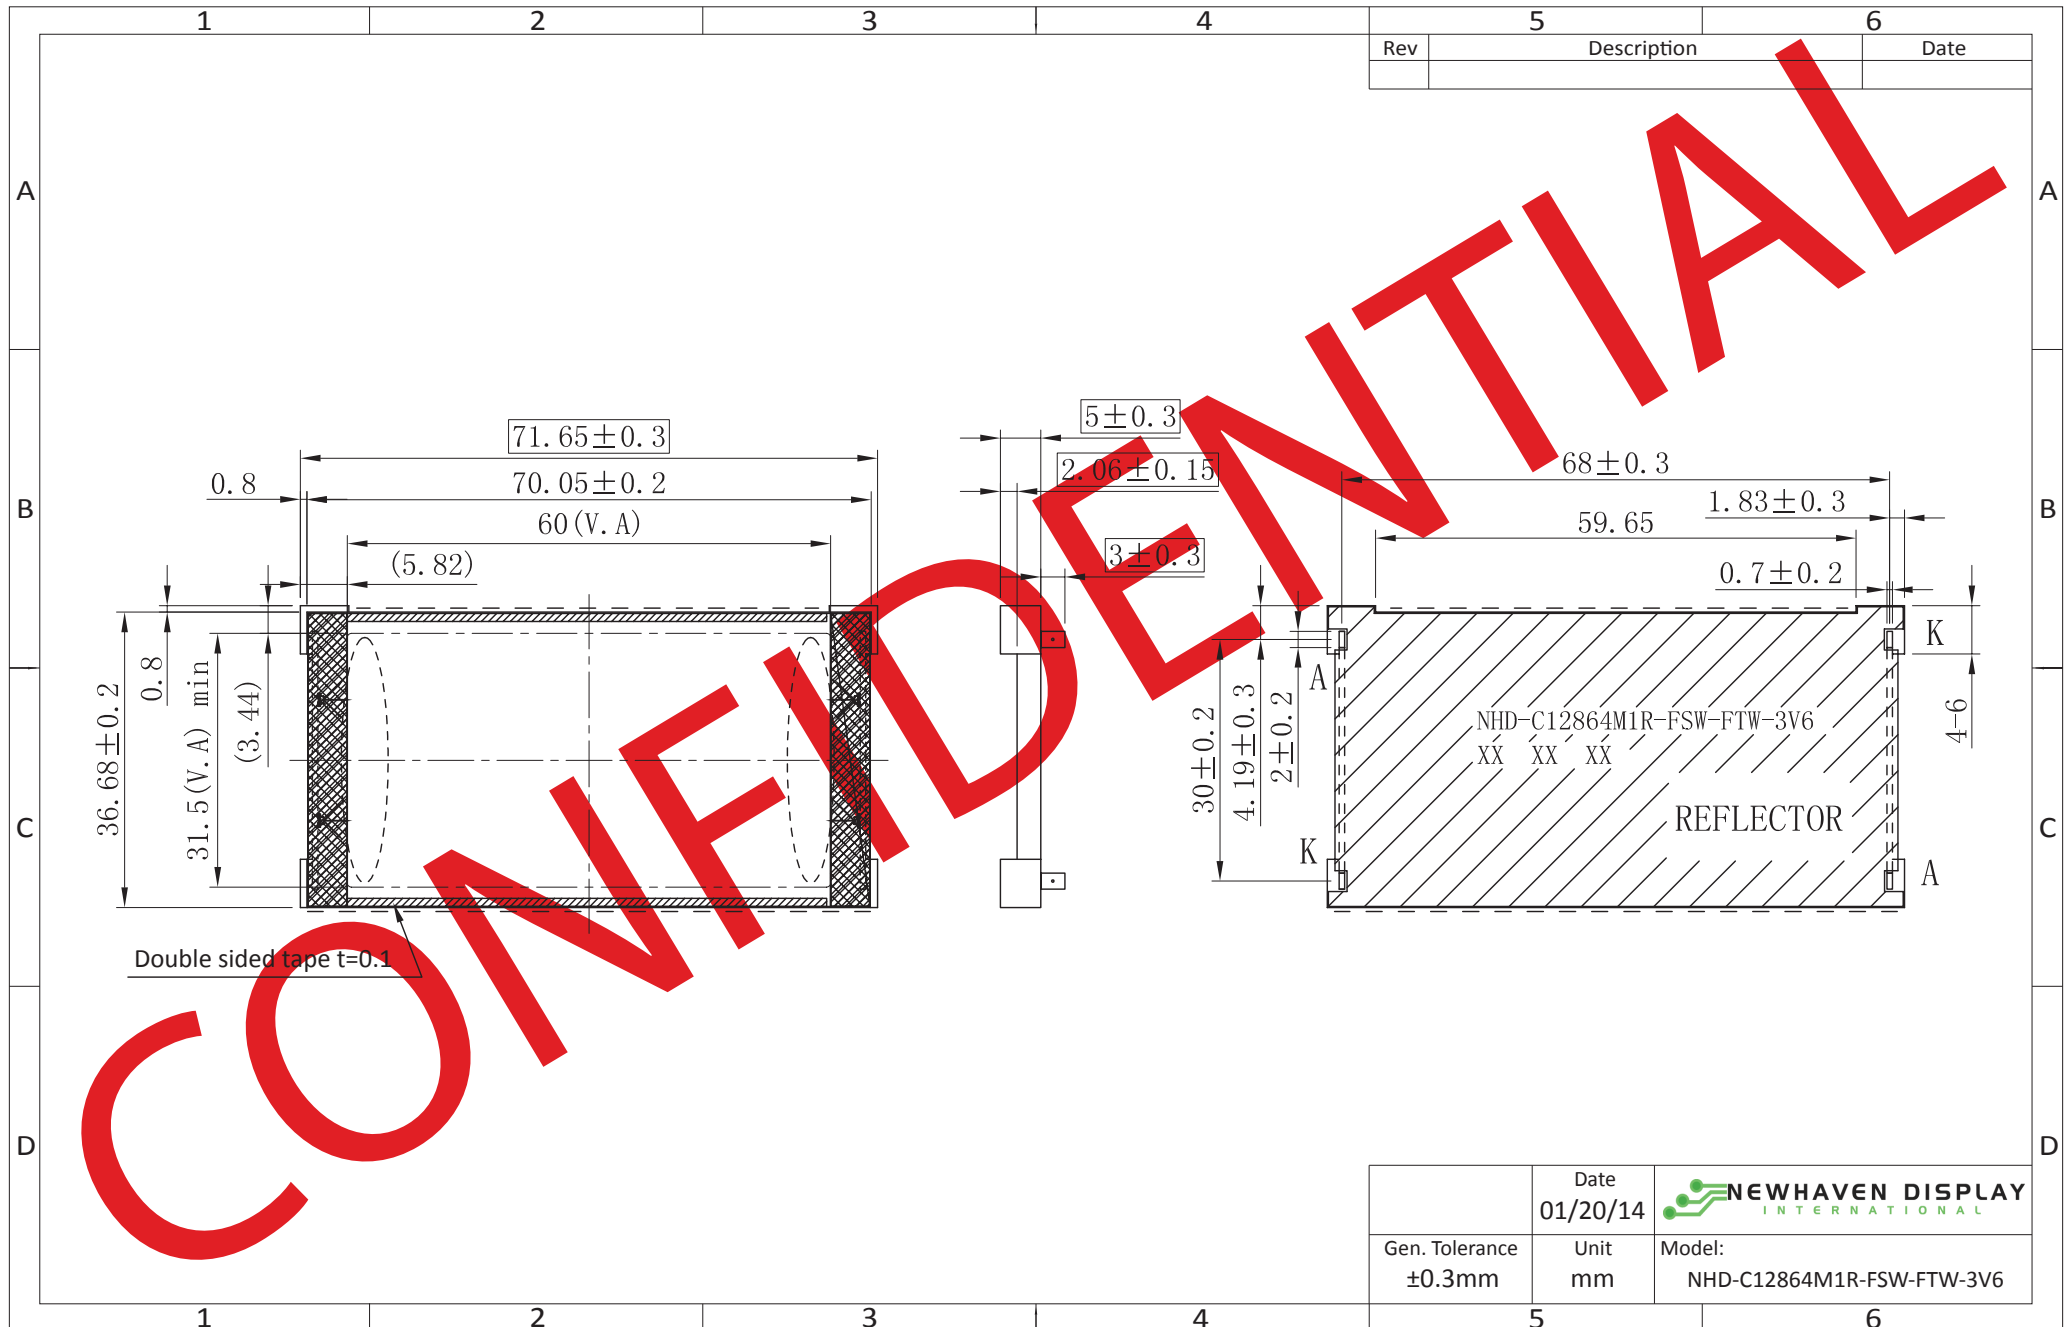 1 2 3 4 5 6
Rev Description Date
A A
B B
C C
D D
CONFIDENTIAL
71.65±0.3
70.05±0.2
0.8
60(V.A)
(5.82)
36.68±0.2
0.8
31.5(V.A) min
(3.44)
Double sided tape t=0.1
5±0.3
2.06±0.15
3±0.3
30±0.2
4.19±0.3
2±0.2
68±0.3
1.83±0.3
59.65
0.7±0.2
K
A
4-6
NHD-C12864M1R-FSW-FTW-3V6
XX XX XX
REFLECTOR
K
A
Date
01/20/14
NEWHAVEN DISPLAY
INTERNATIONAL
Gen. Tolerance
±0.3mm
Unit
mm
Model:
NHD-C12864M1R-FSW-FTW-3V6
1 2 3 4 5 6